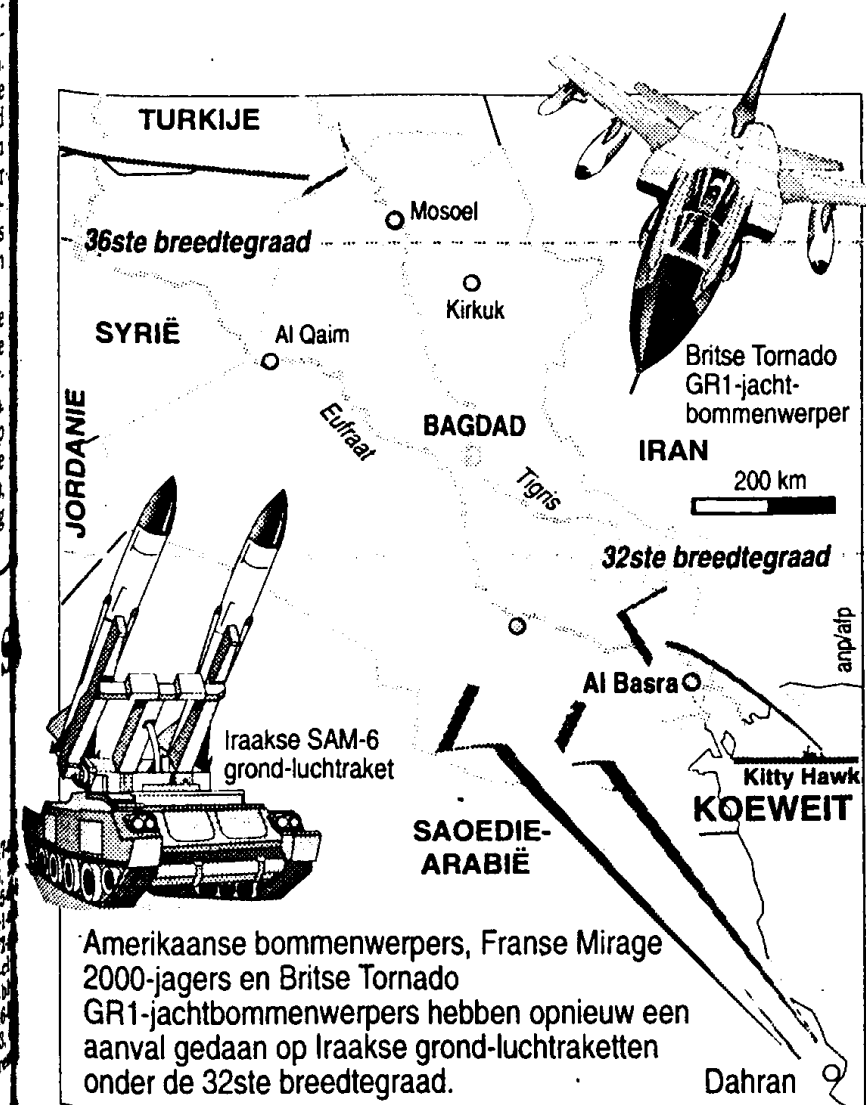 TURKIJE
Mosoel
36ste breedtegraad
Kirkuk
SYRIË
Al Qaim
Britse Tornado
GR1-jacht-
bommenwerper
JORDANIE
Eufraat
BAGDAD
IRAN
Tigris
200 km
32ste breedtegraad
anp/afp
Al Basra
Iraakse SAM-6
grond-luchtraket
Kitty Hawk
KOEWEIT
SAOEDIE-
ARABIË
Amerikaanse bommenwerpers, Franse Mirage
2000-jagers en Britse Tornado
GR1-jachtbommenwerpers hebben opnieuw een
aanval gedaan op Iraakse grond-luchtraketten
onder de 32ste breedtegraad.
Dahran